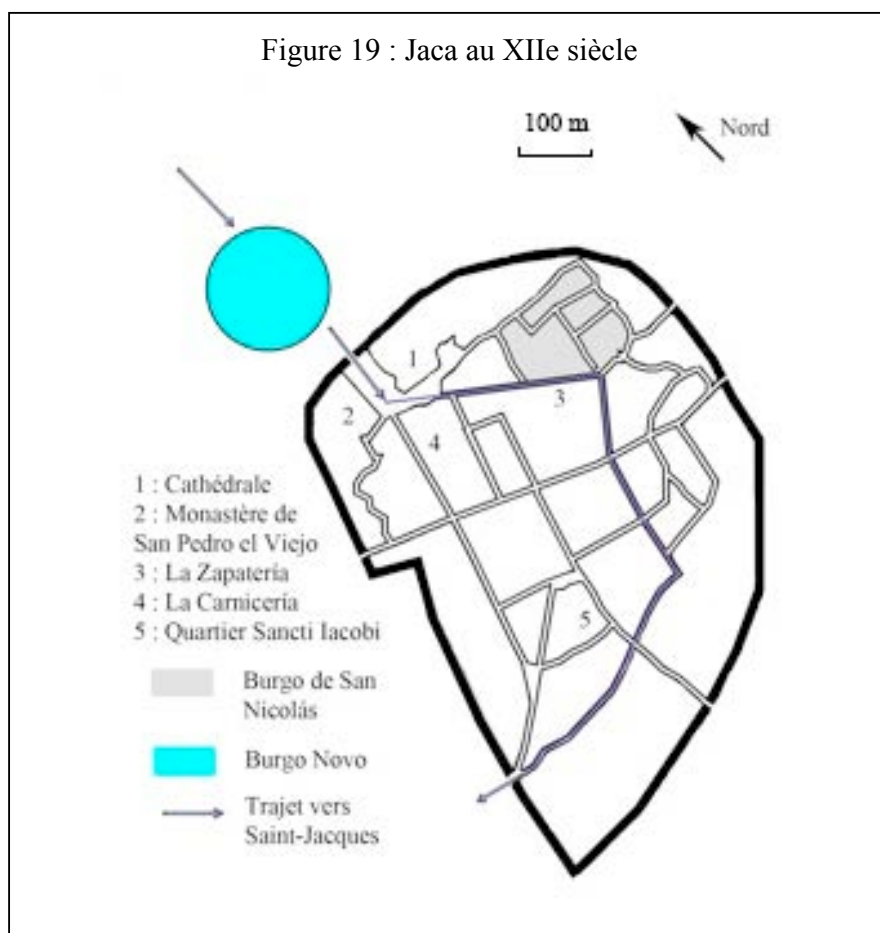 Figure 19 : Jaca au XIIe siècle
100 m
Nord
1
2
3
4
5
1 : Cathédrale
2 : Monastère de
San Pedro el Viejo
3 : La Zapatería
4 : La Carnicería
5 : Quartier Sancti Iacobi
Burgo de San
Nicolás
Burgo Novo
Trajet vers
Saint-Jacques